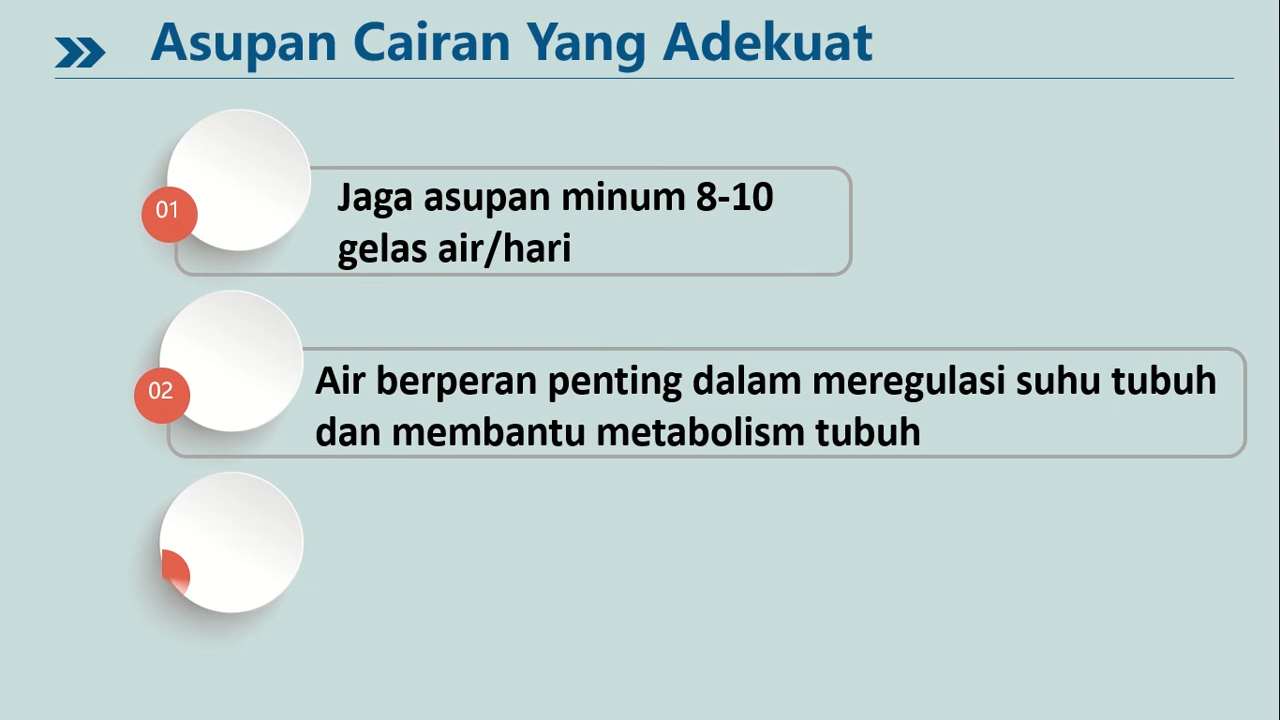 Asupan Cairan Yang Adekuat
01
Jaga asupan minum 8-10
gelas air/hari
02
Air berperan penting dalam meregulasi suhu tubuh
dan membantu metabolism tubuh